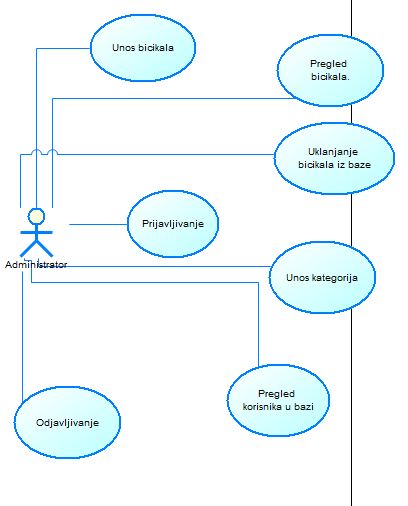 Unos bicikala
Pregled
bicikala.
Uklanjanje
bicikala iz baze
Prijavljivanje
Administrator
Unos kategorija
Pregled
korisnika u bazi
Odjavljivanje